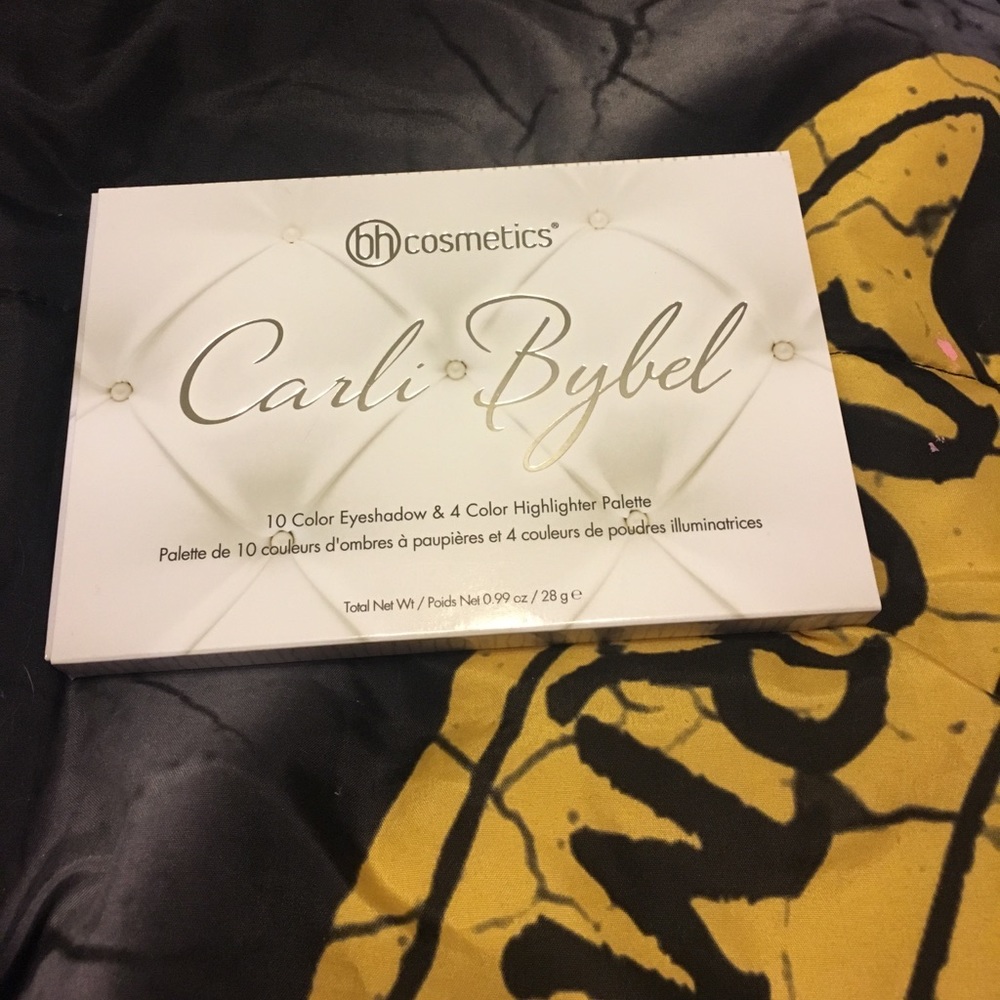 bh cosmetics®
Carli Bybel
10 Color Eyeshadow & 4 Color Highlighter Palette
Palette de 10 couleurs d'ombres à paupières et 4 couleurs de poudres illuminatrices
Total Net Wt / Poids Net 0.99 oz / 28 g ℮